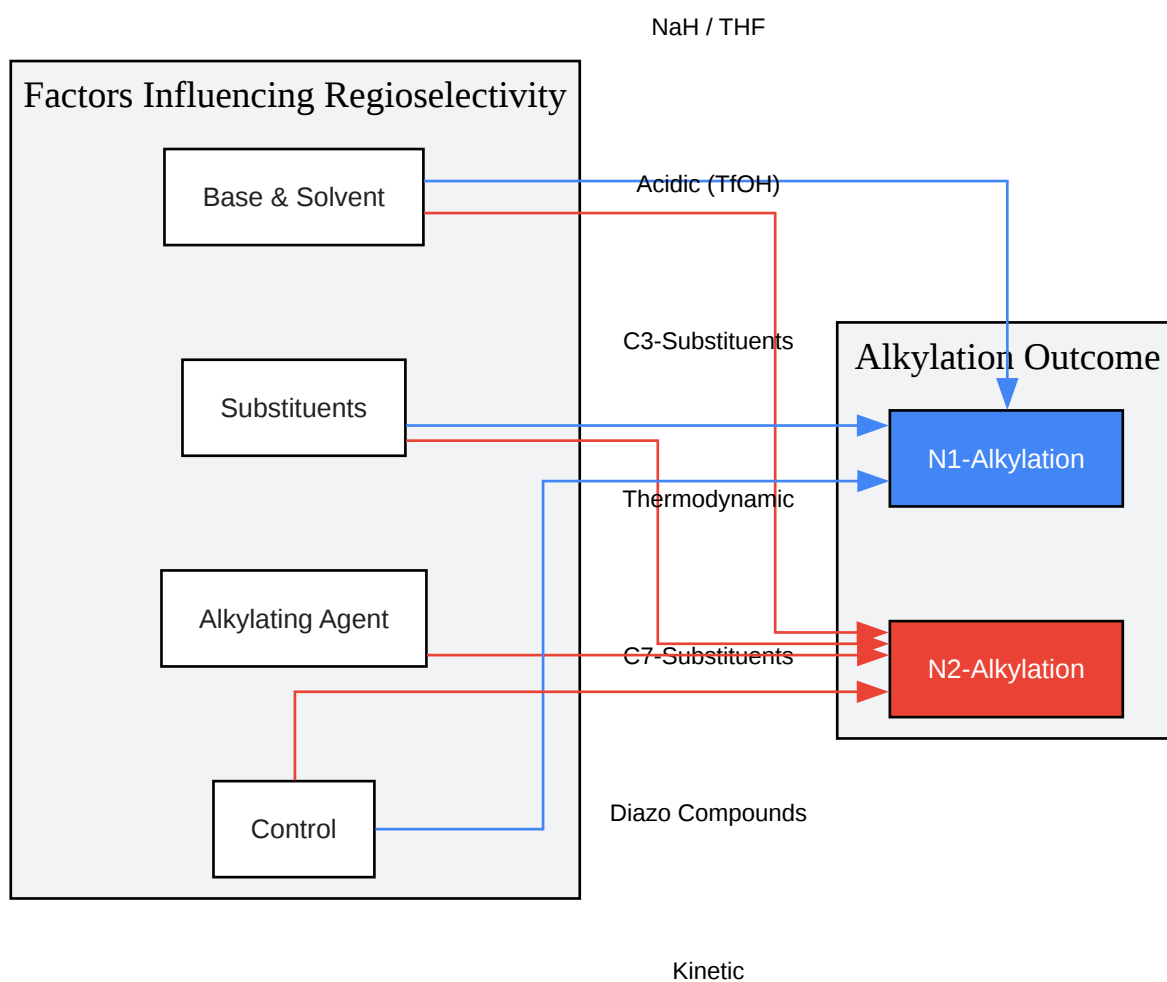 NaH / THF
Factors Influencing Regioselectivity
Base & Solvent
Acidic (TfOH)
C3-Substituents
Alkylation Outcome
Substituents
N1-Alkylation
Thermodynamic
Alkylating Agent
C7-Substituents
N2-Alkylation
Control
Diazo Compounds
Kinetic